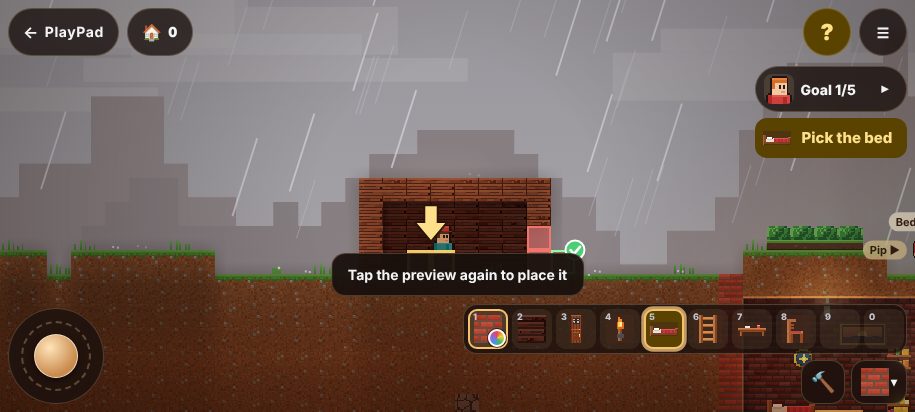 ← PlayPad
0
?
Goal 1/5
Pick the bed
Bed
Pip
Tap the preview again to place it
1 2 3 4 5 6 7 8 9 0